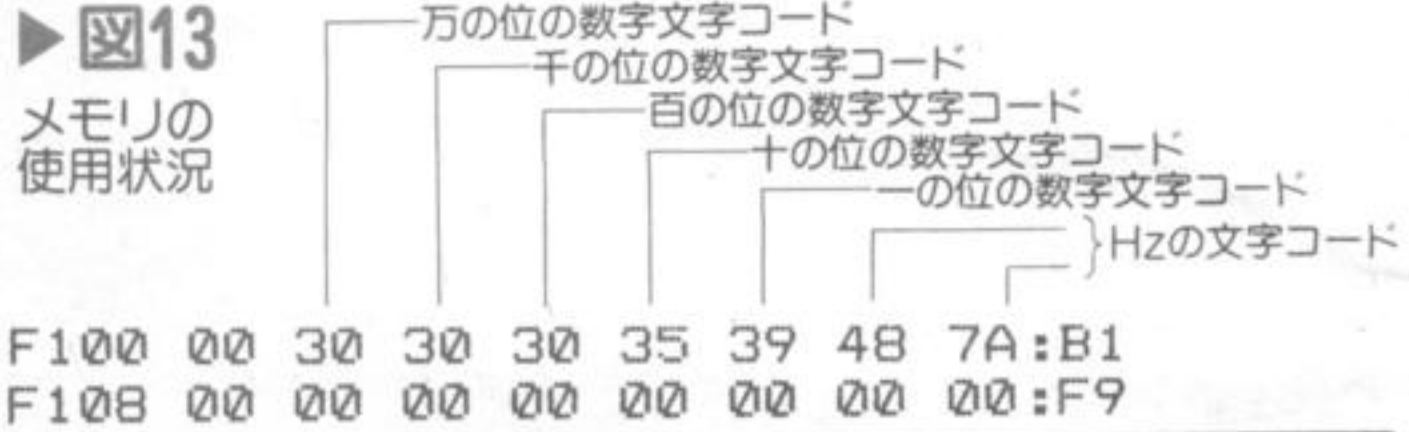 ▶図13
メモリの
使用状況
万の位の数字文字コード
千の位の数字文字コード
百の位の数字文字コード
十の位の数字文字コード
一の位の数字文字コード
Hzの文字コード
F100 00 30 30 30 35 39 48 7A:B1
F108 00 00 00 00 00 00 00 00:F9